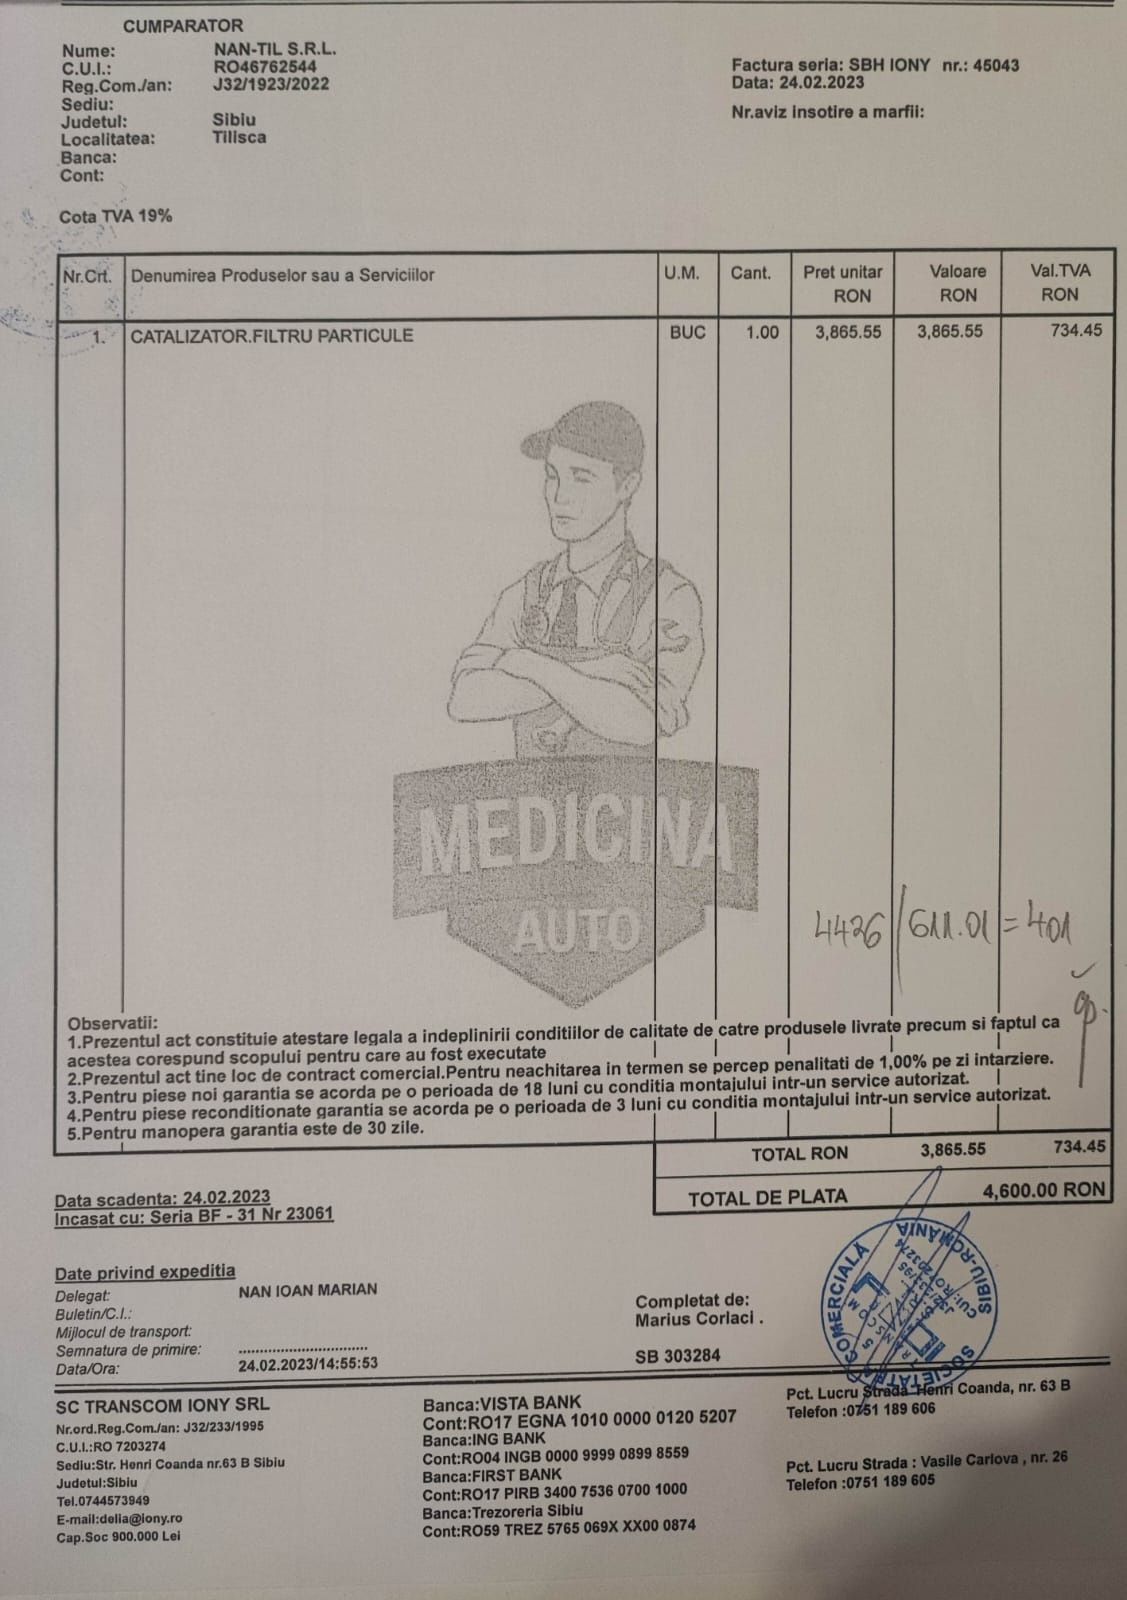 CUMPARATOR
Nume: NAN-TIL S.R.L.
C.U.I.: RO46762544
Reg.Com./an: J32/1923/2022
Sediu:
Judetul: Sibiu
Localitatea: Tilisca
Banca:
Cont:
Factura seria: SBH IONY nr.: 45043
Data: 24.02.2023
Nr.aviz insotire a marfii:
Cota TVA 19%
Nr.Crt. Denumirea Produselor sau a Serviciilor U.M. Cant. Pret unitar RON Valoare RON Val.TVA RON
1. CATALIZATOR.FILTRU PARTICULE BUC 1.00 3,865.55 3,865.55 734.45
MEDICINA
AUTO
4426 / 611.01 = 401
Observatii:
1.Prezentul act constituie atestare legala a indeplinirii conditiilor de calitate de catre produsele livrate precum si faptul ca
acestea corespund scopului pentru care au fost executate
2.Prezentul act tine loc de contract comercial.Pentru neachitarea in termen se percep penalitati de 1,00% pe zi intarziere.
3.Pentru piese noi garantia se acorda pe o perioada de 18 luni cu conditia montajului intr-un service autorizat.
4.Pentru piese reconditionate garantia se acorda pe o perioada de 3 luni cu conditia montajului intr-un service autorizat.
5.Pentru manopera garantia este de 30 zile.
TOTAL RON 3,865.55 734.45
TOTAL DE PLATA 4,600.00 RON
Data scadenta: 24.02.2023
Incasat cu: Seria BF - 31 Nr 23061
Date privind expeditia
Delegat: NAN IOAN MARIAN
Buletin/C.I.:
Mijlocul de transport:
Semnatura de primire: ................................
Data/Ora: 24.02.2023/14:55:53
Completat de:
Marius Corlaci .
SB 303284
SOCIETATEA COMERCIALĂ
SIBIU-ROMÂNIA
SC TRANSCOM IONY SRL
Nr.ord.Reg.Com./an: J32/233/1995
C.U.I.:RO 7203274
Sediu:Str. Henri Coanda nr.63 B Sibiu
Judetul:Sibiu
Tel.0744573949
E-mail:delia@iony.ro
Cap.Soc 900.000 Lei
Banca:VISTA BANK
Cont:RO17 EGNA 1010 0000 0120 5207
Banca:ING BANK
Cont:RO04 INGB 0000 9999 0899 8559
Banca:FIRST BANK
Cont:RO17 PIRB 3400 7536 0700 1000
Banca:Trezoreria Sibiu
Cont:RO59 TREZ 5765 069X XX00 0874
Pct. Lucru Strada Henri Coanda, nr. 63 B
Telefon :0751 189 606
Pct. Lucru Strada : Vasile Carlova , nr. 26
Telefon :0751 189 605